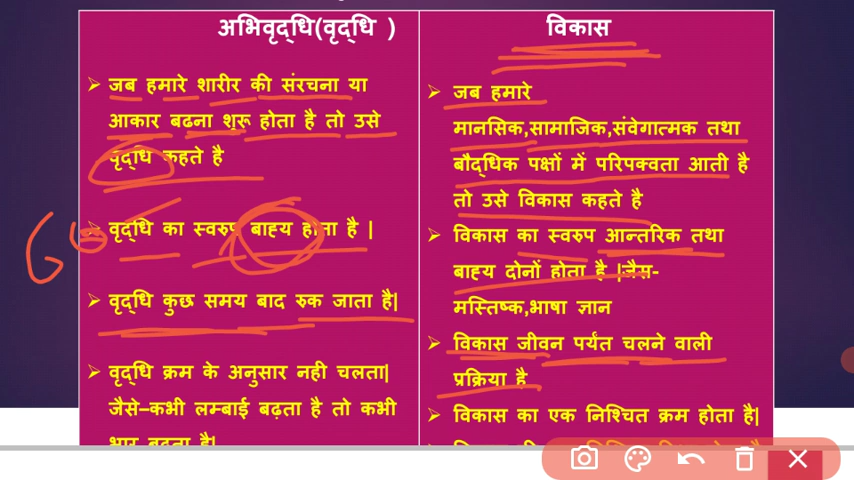 अभिवृद्धि(वृद्धि )
जब हमारे शारीर की संरचना या
आकार बढना शुरू होता है तो उसे
वृद्धि कहते है
वृद्धि का स्वरुप बाह्य होता है |
वृद्धि कुछ समय बाद रुक जाता है|
वृद्धि क्रम के अनुसार नही चलता|
जैसे–कभी लम्बाई बढ़ता है तो कभी
भार बढता है|
विकास
जब हमारे
मानसिक,सामाजिक,संवेगात्मक तथा
बौद्धिक पक्षों में परिपक्वता आती है
तो उसे विकास कहते है
विकास का स्वरुप आन्तरिक तथा
बाह्य दोनों होता है |जैस-
मस्तिष्क,भाषा ज्ञान
विकास जीवन पर्यंत चलने वाली
प्रक्रिया है
विकास का एक निश्चित क्रम होता है|